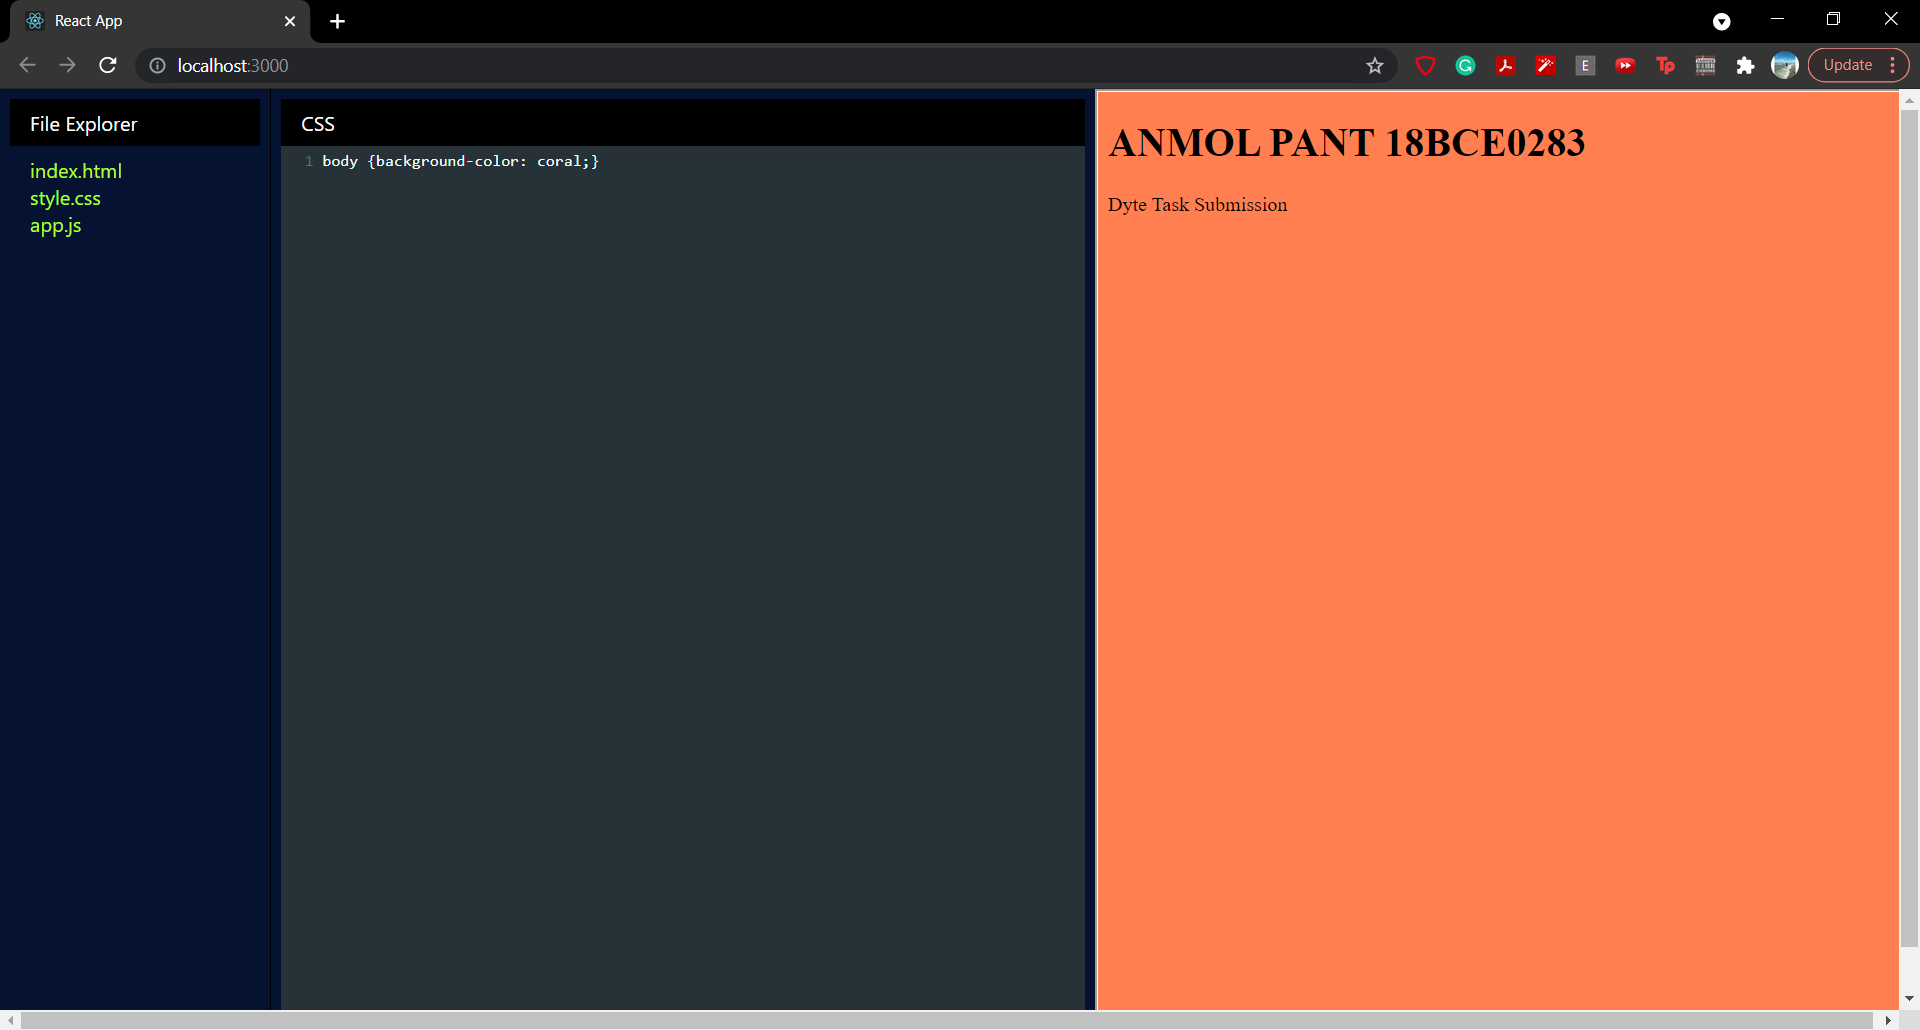 React App
localhost:3000
G
E
Tp
Update
File Explorer
index.html
style.css
app.js
CSS
1 body {background-color: coral;}
ANMOL PANT 18BCE0283
Dyte Task Submission